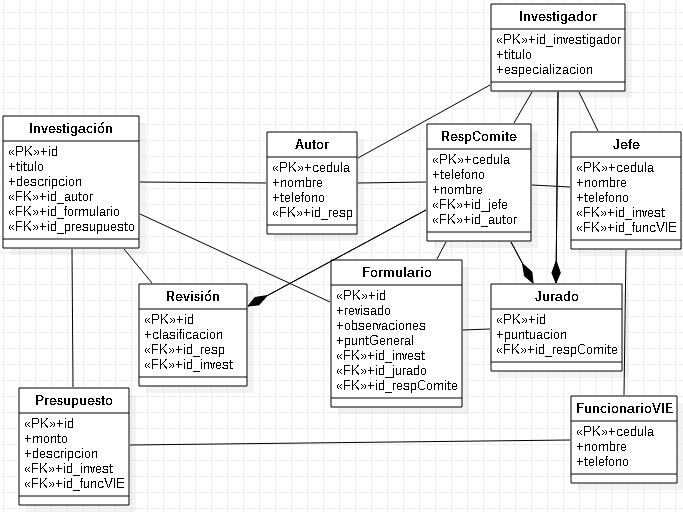 Investigador
«PK»+id_investigador
+titulo
+especializacion
Investigación
«PK»+id
+titulo
+descripcion
«FK»+id_autor
«FK»+id_formulario
«FK»+id_presupuesto
Autor
«PK»+cedula
+nombre
+telefono
«FK»+id_resp
RespComite
«PK»+cedula
+telefono
+nombre
«FK»+id_jefe
«FK»+id_autor
Jefe
«PK»+cedula
+nombre
+telefono
«FK»+id_invest
«FK»+id_funcVIE
Revisión
«PK»+id
+clasificacion
«FK»+id_resp
«FK»+id_invest
Formulario
«PK»+id
+revisado
+observaciones
+puntGeneral
«FK»+id_invest
«FK»+id_jurado
«FK»+id_respComite
Jurado
«PK»+id
+puntuacion
«FK»+id_respComite
Presupuesto
«PK»+id
+monto
+descripcion
«FK»+id_invest
«FK»+id_funcVIE
FuncionarioVIE
«PK»+cedula
+nombre
+telefono